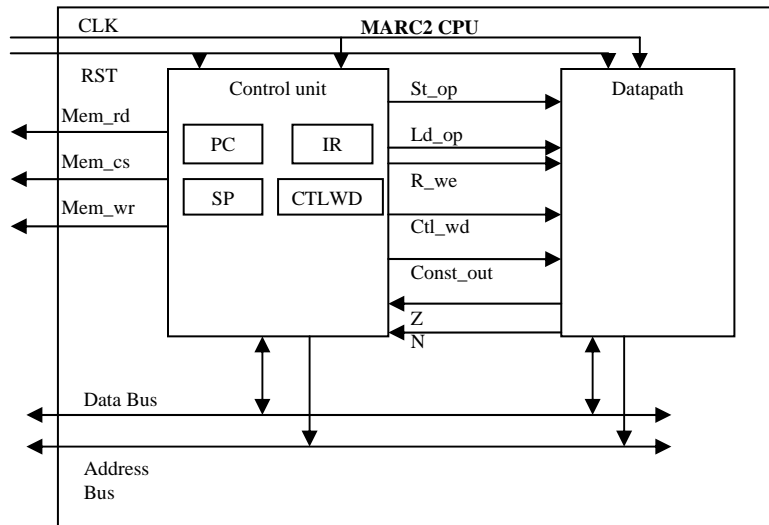 CLK
MARC2 CPU
RST
Control unit
St_op
Datapath
Mem_rd
PC
IR
Ld_op
Mem_cs
R_we
SP
CTLWD
Mem_wr
Ctl_wd
Const_out
Z
N
Data Bus
Address
Bus